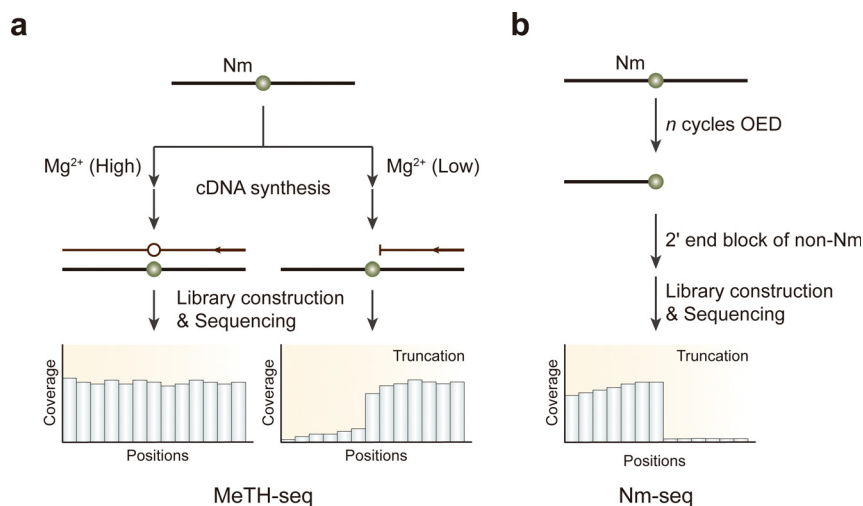 a
Nm
Mg²⁺ (High)
Mg²⁺ (Low)
cDNA synthesis
Library construction
& Sequencing
Coverage
Positions
Truncation
Coverage
Positions
MeTH-seq
b
Nm
n cycles OED
2' end block of non-Nm
Library construction
& Sequencing
Truncation
Coverage
Positions
Nm-seq